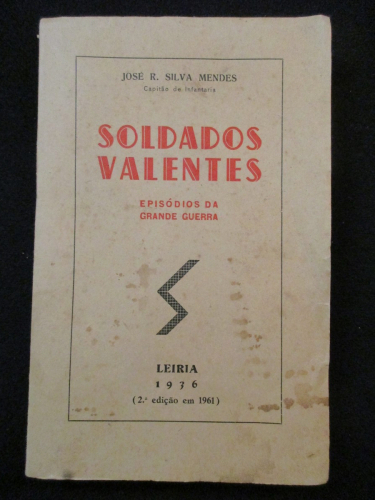 JOSÉ R. SILVA MENDES
Capitão de Infantaria
SOLDADOS
VALENTES
EPISÓDIOS DA
GRANDE GUERRA
LEIRIA
1936
(2.ª edição em 1961)